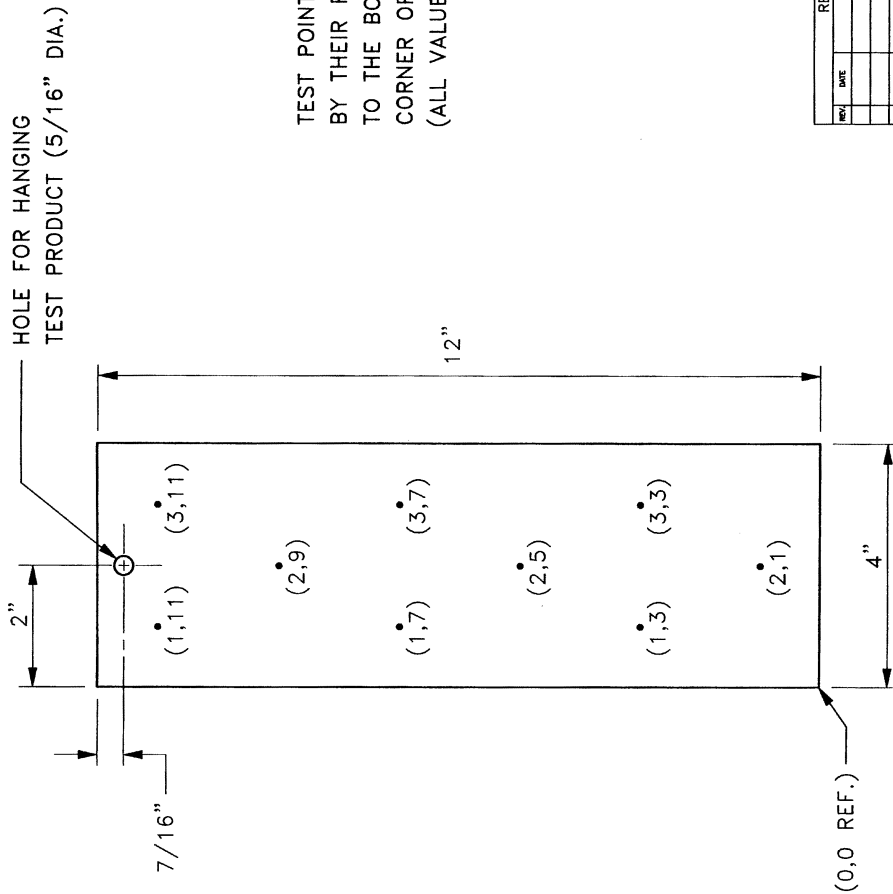 HOLE FOR HANGING
TEST PRODUCT (5/16" DIA.)
2"
7/16"
(1,11)
(3,11)
(2,9)
(1,7)
(3,7)
(2,5)
(1,3)
(3,3)
(2,1)
12"
4"
(0,0 REF.)
TEST POINT
BY THEIR
TO THE
CORNER
(ALL VALUE
REV.
DATE